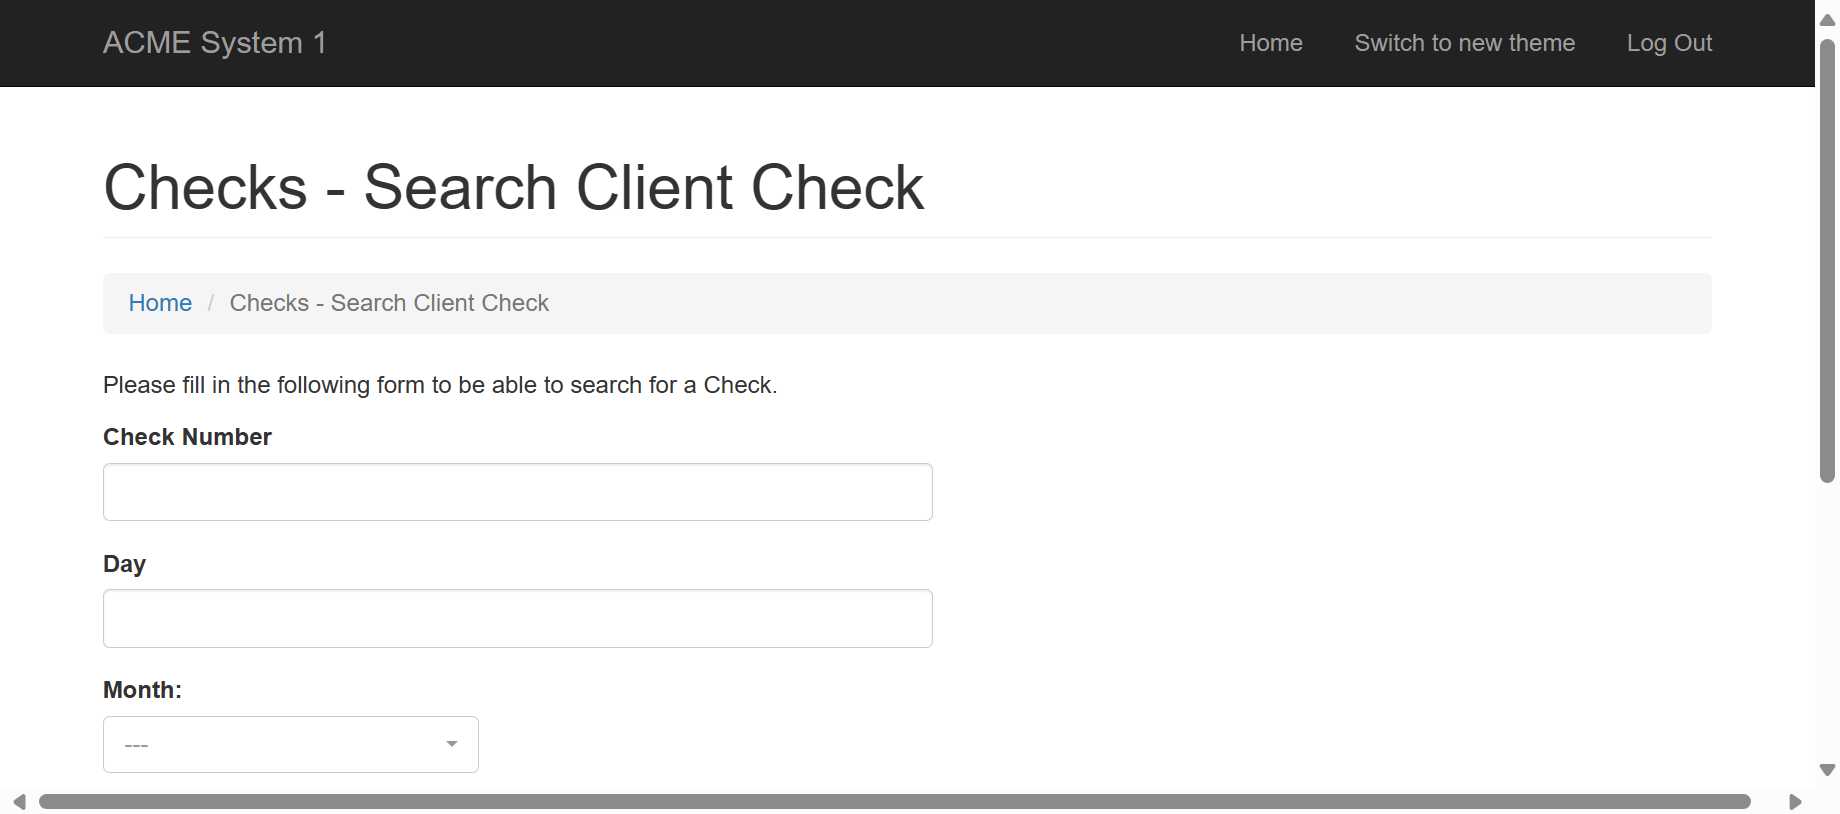 ACME System 1
Home
Switch to new theme
Log Out
Checks - Search Client Check
Home / Checks - Search Client Check
Please fill in the following form to be able to search for a Check.
Check Number
Day
Month:
---